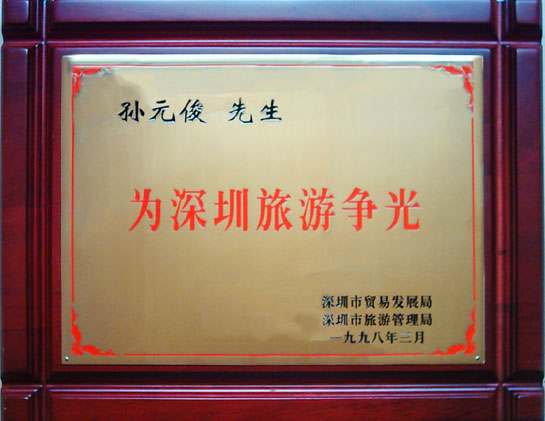 孙元俊 先生
为深圳旅游争光
深圳市贸易发展局
深圳市旅游管理局
一九九八年三月